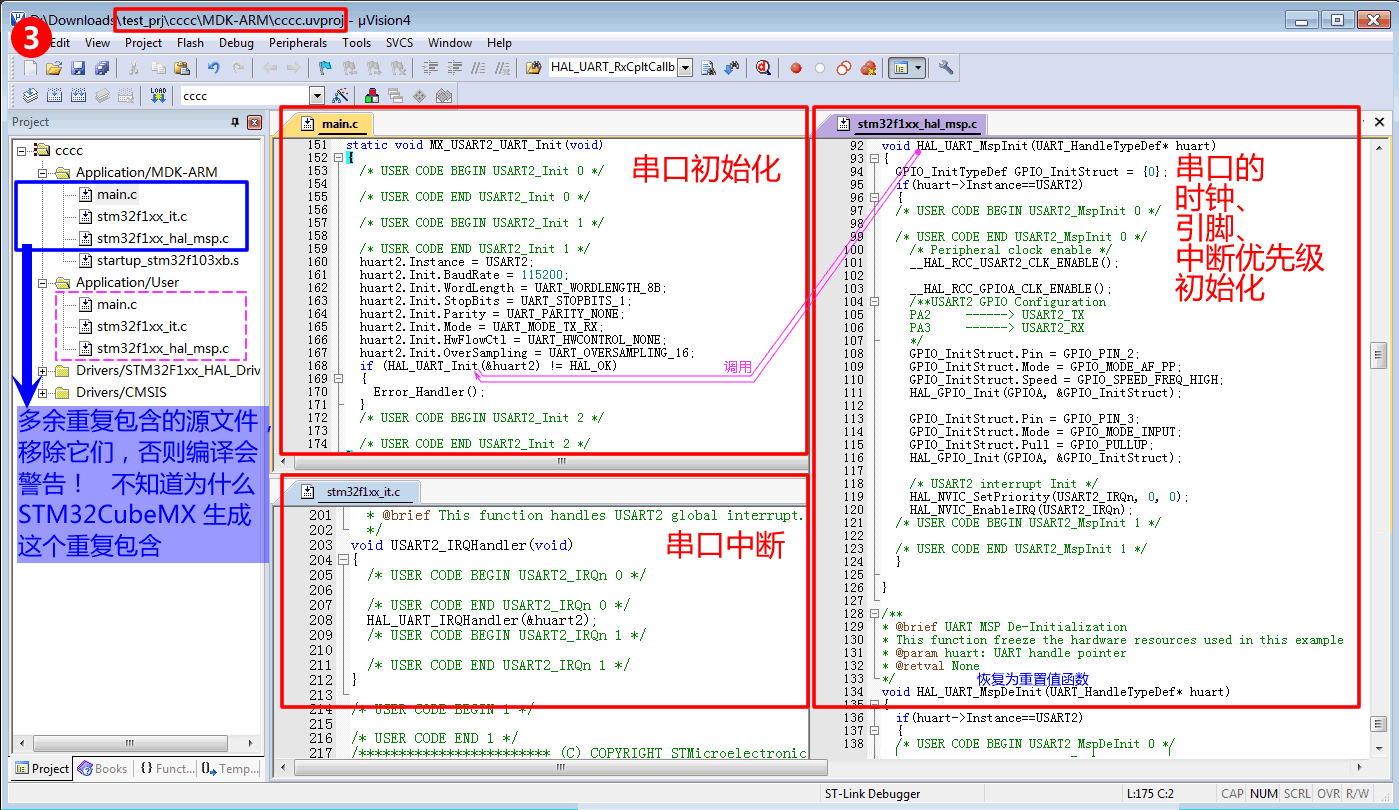 D:\Downloads\test_prj\cccc\MDK-ARM\cccc.uvproj - µVision4
3
Edit View Project Flash Debug Peripherals Tools SVCS Window Help
HAL_UART_RxCpltCallb
LOAD
cccc
Project
cccc
Application/MDK-ARM
main.c
stm32f1xx_it.c
stm32f1xx_hal_msp.c
startup_stm32f103xb.s
Application/User
main.c
stm32f1xx_it.c
stm32f1xx_hal_msp.c
Drivers/STM32F1xx_HAL_Driv
Drivers/CMSIS
多余重复包含的源文件，
移除它们，否则编译会
警告！ 不知道为什么
STM32CubeMX 生成
这个重复包含
Project Books {} Funct... Temp...
main.c
串口初始化
151 static void MX_USART2_UART_Init(void)
152 {
153 /* USER CODE BEGIN USART2_Init 0 */
154
155 /* USER CODE END USART2_Init 0 */
156
157 /* USER CODE BEGIN USART2_Init 1 */
158
159 /* USER CODE END USART2_Init 1 */
160 huart2.Instance = USART2;
161 huart2.Init.BaudRate = 115200;
162 huart2.Init.WordLength = UART_WORDLENGTH_8B;
163 huart2.Init.StopBits = UART_STOPBITS_1;
164 huart2.Init.Parity = UART_PARITY_NONE;
165 huart2.Init.Mode = UART_MODE_TX_RX;
166 huart2.Init.HwFlowCtl = UART_HWCONTROL_NONE;
167 huart2.Init.OverSampling = UART_OVERSAMPLING_16;
168 if (HAL_UART_Init(&huart2) != HAL_OK)
调用
169 {
170 Error_Handler();
171 }
172 /* USER CODE BEGIN USART2_Init 2 */
173
174 /* USER CODE END USART2_Init 2 */
stm32f1xx_it.c
串口中断
201 * @brief This function handles USART2 global interrupt.
202 */
203 void USART2_IRQHandler(void)
204 {
205 /* USER CODE BEGIN USART2_IRQn 0 */
206
207 /* USER CODE END USART2_IRQn 0 */
208 HAL_UART_IRQHandler(&huart2);
209 /* USER CODE BEGIN USART2_IRQn 1 */
210
211 /* USER CODE END USART2_IRQn 1 */
212 }
213
214 /* USER CODE BEGIN 1 */
215
216 /* USER CODE END 1 */
217 /************************ (C) COPYRIGHT STMicroelectronic
stm32f1xx_hal_msp.c
串口的
时钟、
引脚、
中断优先级
初始化
92 void HAL_UART_MspInit(UART_HandleTypeDef* huart)
93 {
94 GPIO_InitTypeDef GPIO_InitStruct = {0};
95 if(huart->Instance==USART2)
96 {
97 /* USER CODE BEGIN USART2_MspInit 0 */
98
99 /* USER CODE END USART2_MspInit 0 */
100 /* Peripheral clock enable */
101 __HAL_RCC_USART2_CLK_ENABLE();
102
103 __HAL_RCC_GPIOA_CLK_ENABLE();
104 /**USART2 GPIO Configuration
105 PA2 ------> USART2_TX
106 PA3 ------> USART2_RX
107 */
108 GPIO_InitStruct.Pin = GPIO_PIN_2;
109 GPIO_InitStruct.Mode = GPIO_MODE_AF_PP;
110 GPIO_InitStruct.Speed = GPIO_SPEED_FREQ_HIGH;
111 HAL_GPIO_Init(GPIOA, &GPIO_InitStruct);
112
113 GPIO_InitStruct.Pin = GPIO_PIN_3;
114 GPIO_InitStruct.Mode = GPIO_MODE_INPUT;
115 GPIO_InitStruct.Pull = GPIO_PULLUP;
116 HAL_GPIO_Init(GPIOA, &GPIO_InitStruct);
117
118 /* USART2 interrupt Init */
119 HAL_NVIC_SetPriority(USART2_IRQn, 0, 0);
120 HAL_NVIC_EnableIRQ(USART2_IRQn);
121 /* USER CODE BEGIN USART2_MspInit 1 */
122
123 /* USER CODE END USART2_MspInit 1 */
124 }
125
126 }
127
128 /**
129 * @brief UART MSP De-Initialization
130 * This function freeze the hardware resources used in this example
131 * @param huart: UART handle pointer
132 * @retval None
133 */
恢复为重置值函数
134 void HAL_UART_MspDeInit(UART_HandleTypeDef* huart)
135 {
136 if(huart->Instance==USART2)
137 {
138 /* USER CODE BEGIN USART2_MspDeInit 0 */
ST-Link Debugger L:175 C:2 CAP NUM SCRL OVR R/W